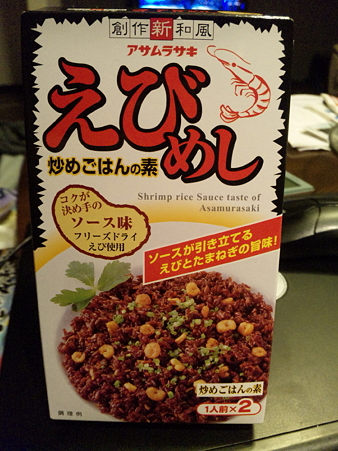 創作新和風
アサムラサキ
えびめし
炒めごはんの素
Shrimp rice Sauce taste of
Asamurasaki
コクが
決め手の
ソース味
フリーズドライ
えび使用
ソースが引き立てる
えびとたまねぎの旨味!
炒めごはんの素
1人前×2
調理例